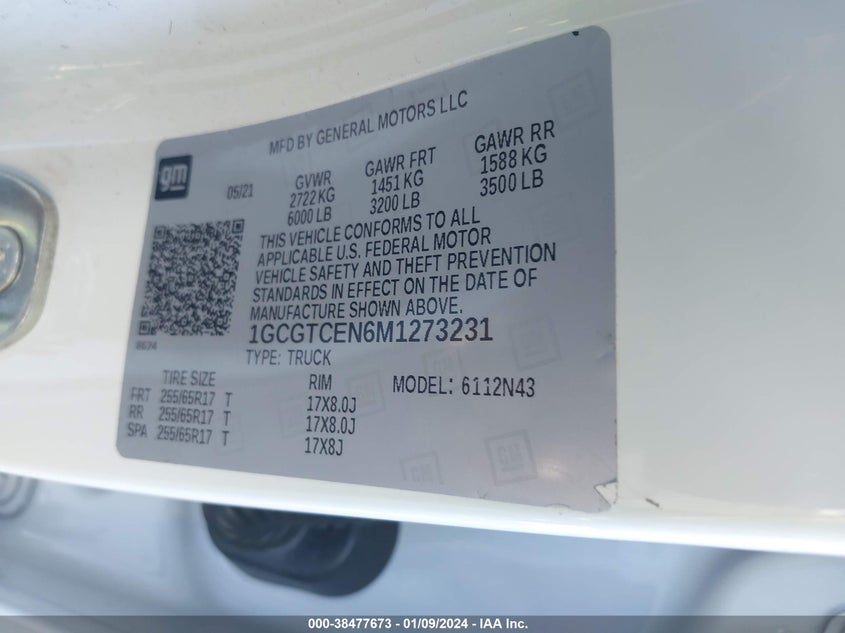 MFD BY GENERAL MOTORS LLC
gm
05/21
GVWR
2722 KG
6000 LB
GAWR FRT
1451 KG
3200 LB
GAWR RR
1588 KG
3500 LB
THIS VEHICLE CONFORMS TO ALL
APPLICABLE U.S. FEDERAL MOTOR
VEHICLE SAFETY AND THEFT PREVENTION
STANDARDS IN EFFECT ON THE DATE OF
MANUFACTURE SHOWN ABOVE.
8624
1GCGTCEN6M1273231
TYPE: TRUCK
TIRE SIZE RIM MODEL: 6112N43
FRT 255/65R17 T 17X8.0J
RR 255/65R17 T 17X8.0J
SPA 255/65R17 T 17X8J
000-38477673 - 01/09/2024 - IAA Inc.